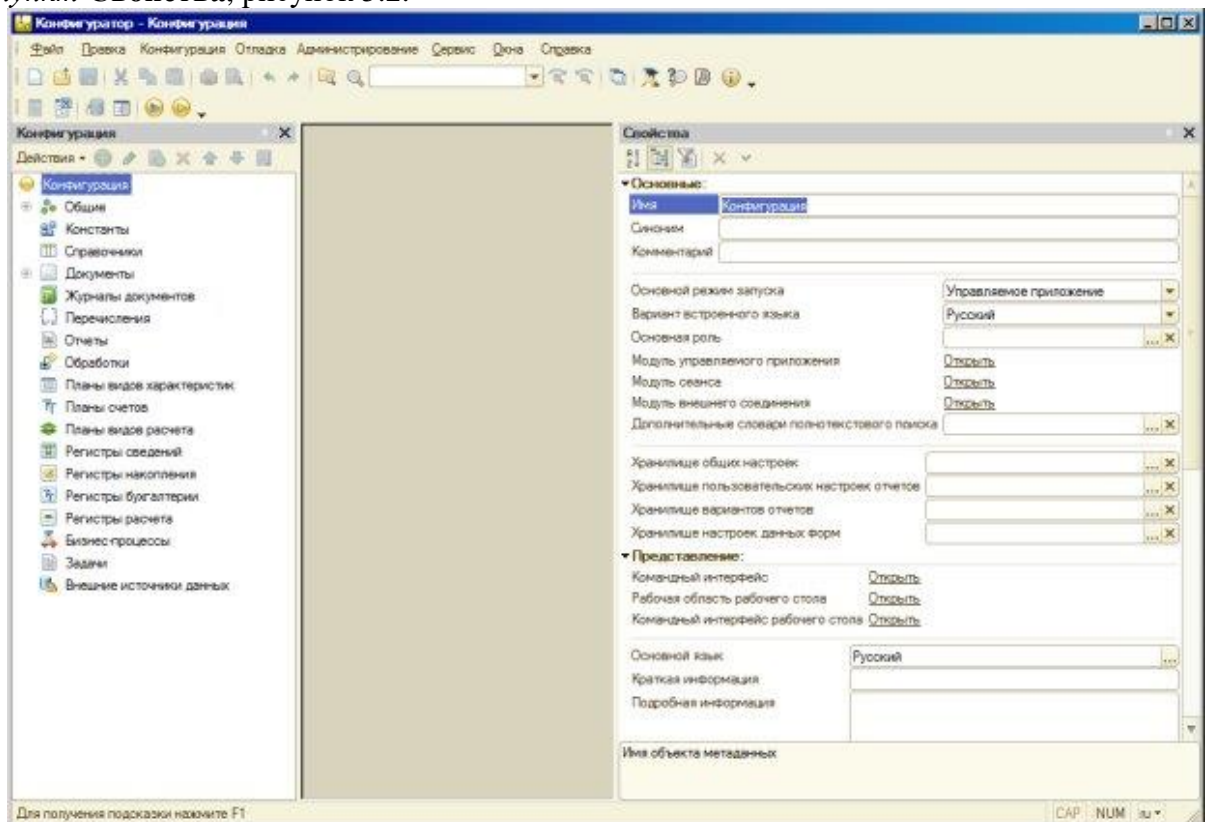 Свойства, рисунок 3.2.
Конфигуратор - Конфигурация
Файл Правка Конфигурация Отладка Администрирование Сервис Окна Справка
Конфигурация
Действия
Конфигурация
Общие
Константы
Справочники
Документы
Журналы документов
Перечисления
Отчеты
Обработки
Планы видов характеристик
Планы счетов
Планы видов расчета
Регистры сведений
Регистры накопления
Регистры бухгалтерии
Регистры расчета
Бизнес-процессы
Задачи
Внешние источники данных
Свойства
Основные:
Имя Конфигурация
Синоним
Комментарий
Основной режим запуска Управляемое приложение
Вариант встроенного языка Русский
Основная роль ...
Модуль управляемого приложения Открыть
Модуль сеанса Открыть
Модуль внешнего соединения Открыть
Дополнительные словари полнотекстового поиска ...
Хранилище общих настроек ...
Хранилище пользовательских настроек отчетов ...
Хранилище вариантов отчетов ...
Хранилище настроек данных форм ...
Представление:
Командный интерфейс Открыть
Рабочая область рабочего стола Открыть
Командный интерфейс рабочего стола Открыть
Основной язык Русский ...
Краткая информация
Подробная информация
Имя объекта метаданных
Для получения подсказки нажмите F1
CAP NUM ru